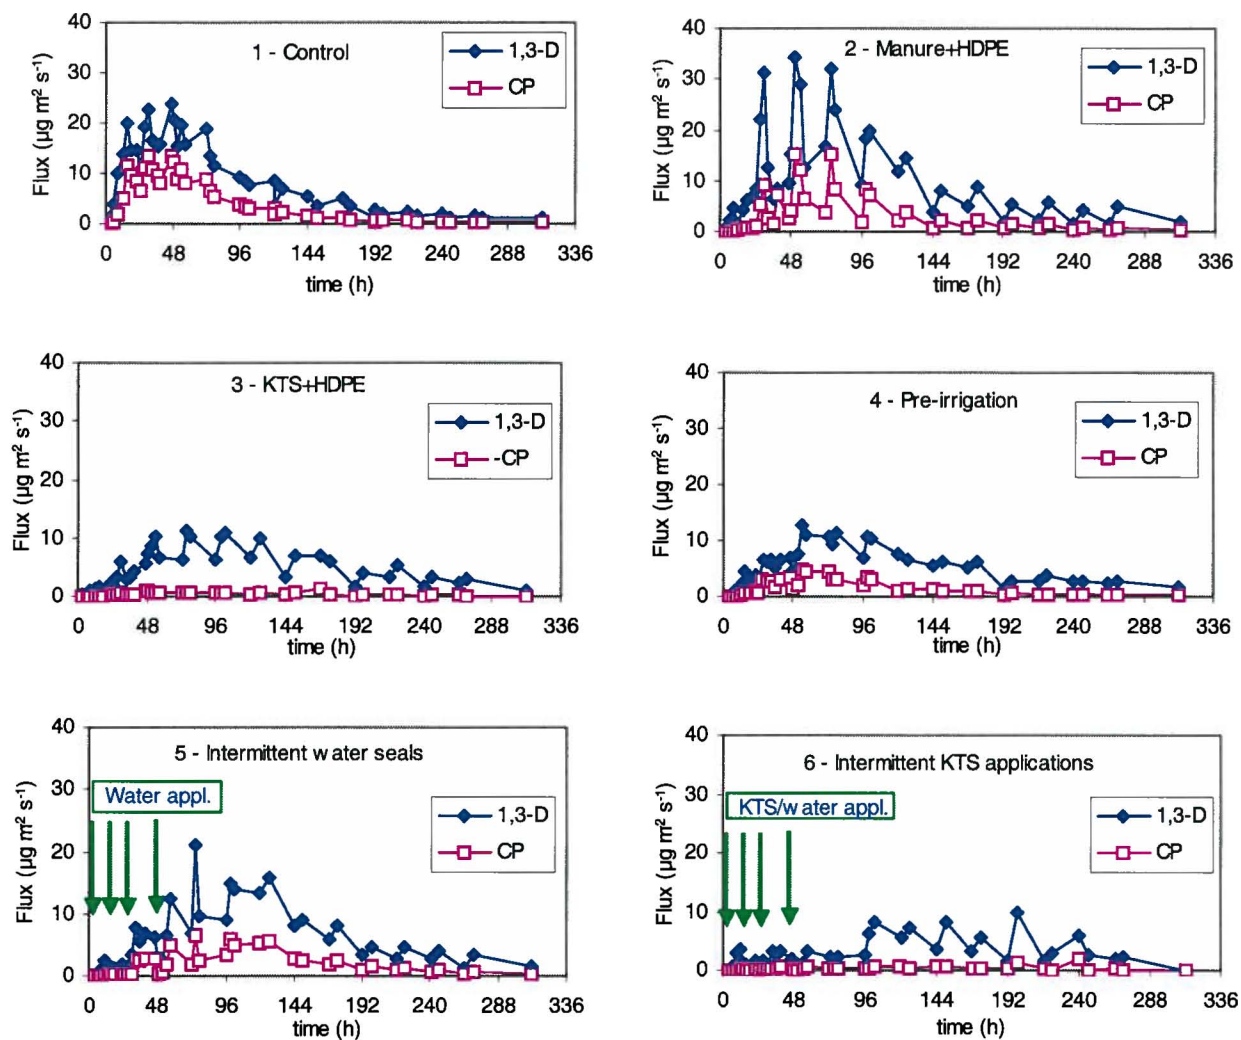 1 - Control
1,3-D
CP
Flux (µg m² s⁻¹)
40
30
20
10
0
0 48 96 144 192 240 288 336
time (h)
2 - Manure+HDPE
1,3-D
CP
Flux (µg m² s⁻¹)
40
30
20
10
0
0 48 96 144 192 240 288 336
time (h)
3 - KTS+HDPE
1,3-D
-CP
Flux (µg m² s⁻¹)
40
30
20
10
0
0 48 96 144 192 240 288 336
time (h)
4 - Pre-irrigation
1,3-D
CP
Flux (µg m² s⁻¹)
40
30
20
10
0
0 48 96 144 192 240 288 336
time (h)
5 - Intermittent water seals
Water appl.
1,3-D
CP
Flux (µg m² s⁻¹)
40
30
20
10
0
0 48 96 144 192 240 288 336
time (h)
6 - Intermittent KTS applications
KTS/water appl.
1,3-D
CP
Flux (µg m² s⁻¹)
40
30
20
10
0
0 48 96 144 192 240 288 336
time (h)